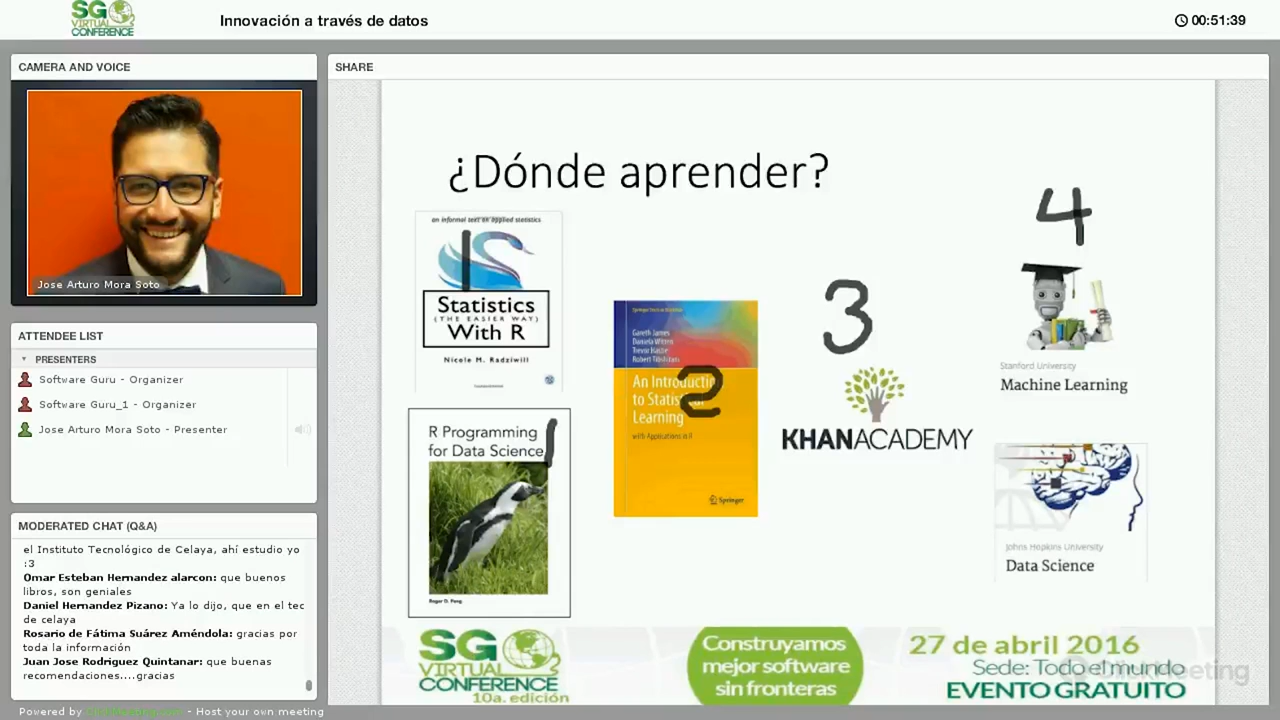 SG
VIRTUAL
CONFERENCE
Innovación a través de datos
00:51:39
CAMERA AND VOICE
Jose Arturo Mora Soto
ATTENDEE LIST
PRESENTERS
Software Guru - Organizer
Software Guru_1 - Organizer
Jose Arturo Mora Soto - Presenter
MODERATED CHAT (Q&A)
el Instituto Tecnológico de Celaya, ahí estudio yo
:3
Omar Esteban Hernandez alarcon: que buenos
libros, son geniales
Daniel Hernandez Pizano: Ya lo dijo, que en el tec
de celaya
Rosario de Fátima Suárez Améndola: gracias por
toda la información
Juan Jose Rodriguez Quintanar: que buenas
recomendaciones....gracias
Powered by ClickMeeting.com - Host your own meeting
SHARE
¿Dónde aprender?
an informal text on applied statistics
1
Statistics
(THE EASIER WAY)
With R
Nicole M. Radziwill
R Programming
for Data Science
1
Roger D. Peng
Gareth James
Daniela Witten
Trevor Hastie
Robert Tibshirani
An Introduction
to Statistical
Learning
with Applications in R
2
Springer
3
KHANACADEMY
4
Stanford University
Machine Learning
Johns Hopkins University
Data Science
SG
VIRTUAL
CONFERENCE
10a. edición
Construyamos
mejor software
sin fronteras
27 de abril 2016
Sede: Todo el mundo
EVENTO GRATUITO
ClickMeeting